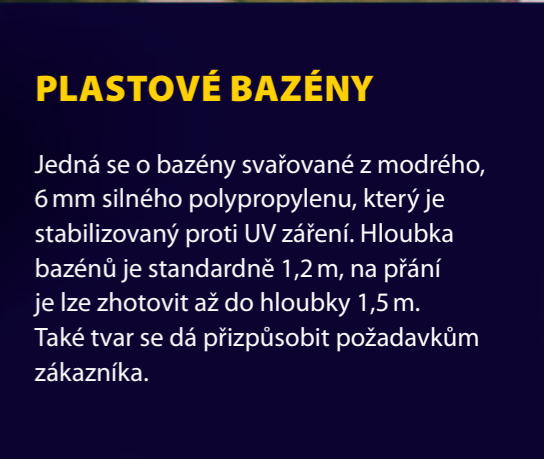 PLASTOVÉ BAZÉNY
Jedná se o bazény svařované z modrého,
6 mm silného polypropylenu, který je
stabilizovaný proti UV záření. Hloubka
bazénů je standardně 1,2 m, na přání
je lze zhotovit až do hloubky 1,5 m.
Také tvar se dá přizpůsobit požadavkům
zákazníka.